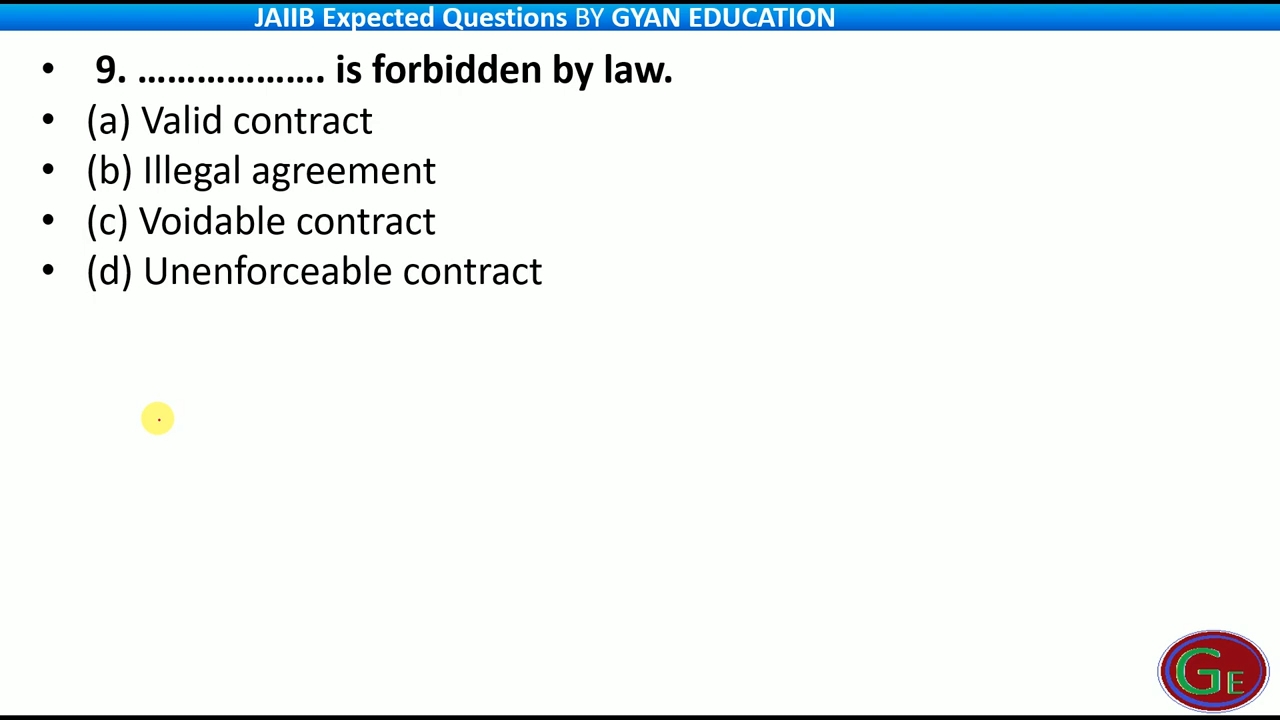 JAIIB Expected Questions BY GYAN EDUCATION
• 9. ………………. is forbidden by law.
• (a) Valid contract
• (b) Illegal agreement
• (c) Voidable contract
• (d) Unenforceable contract
GE